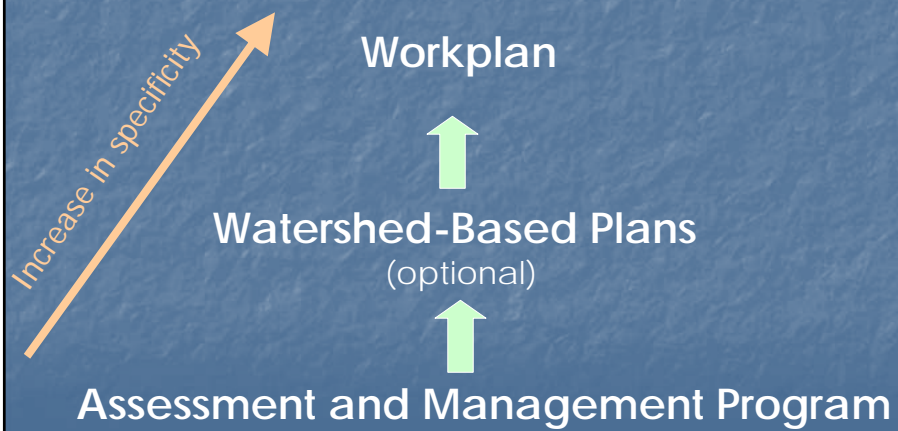 Workplan
Increase in specificity
Watershed-Based Plans
(optional)
Assessment and Management Program